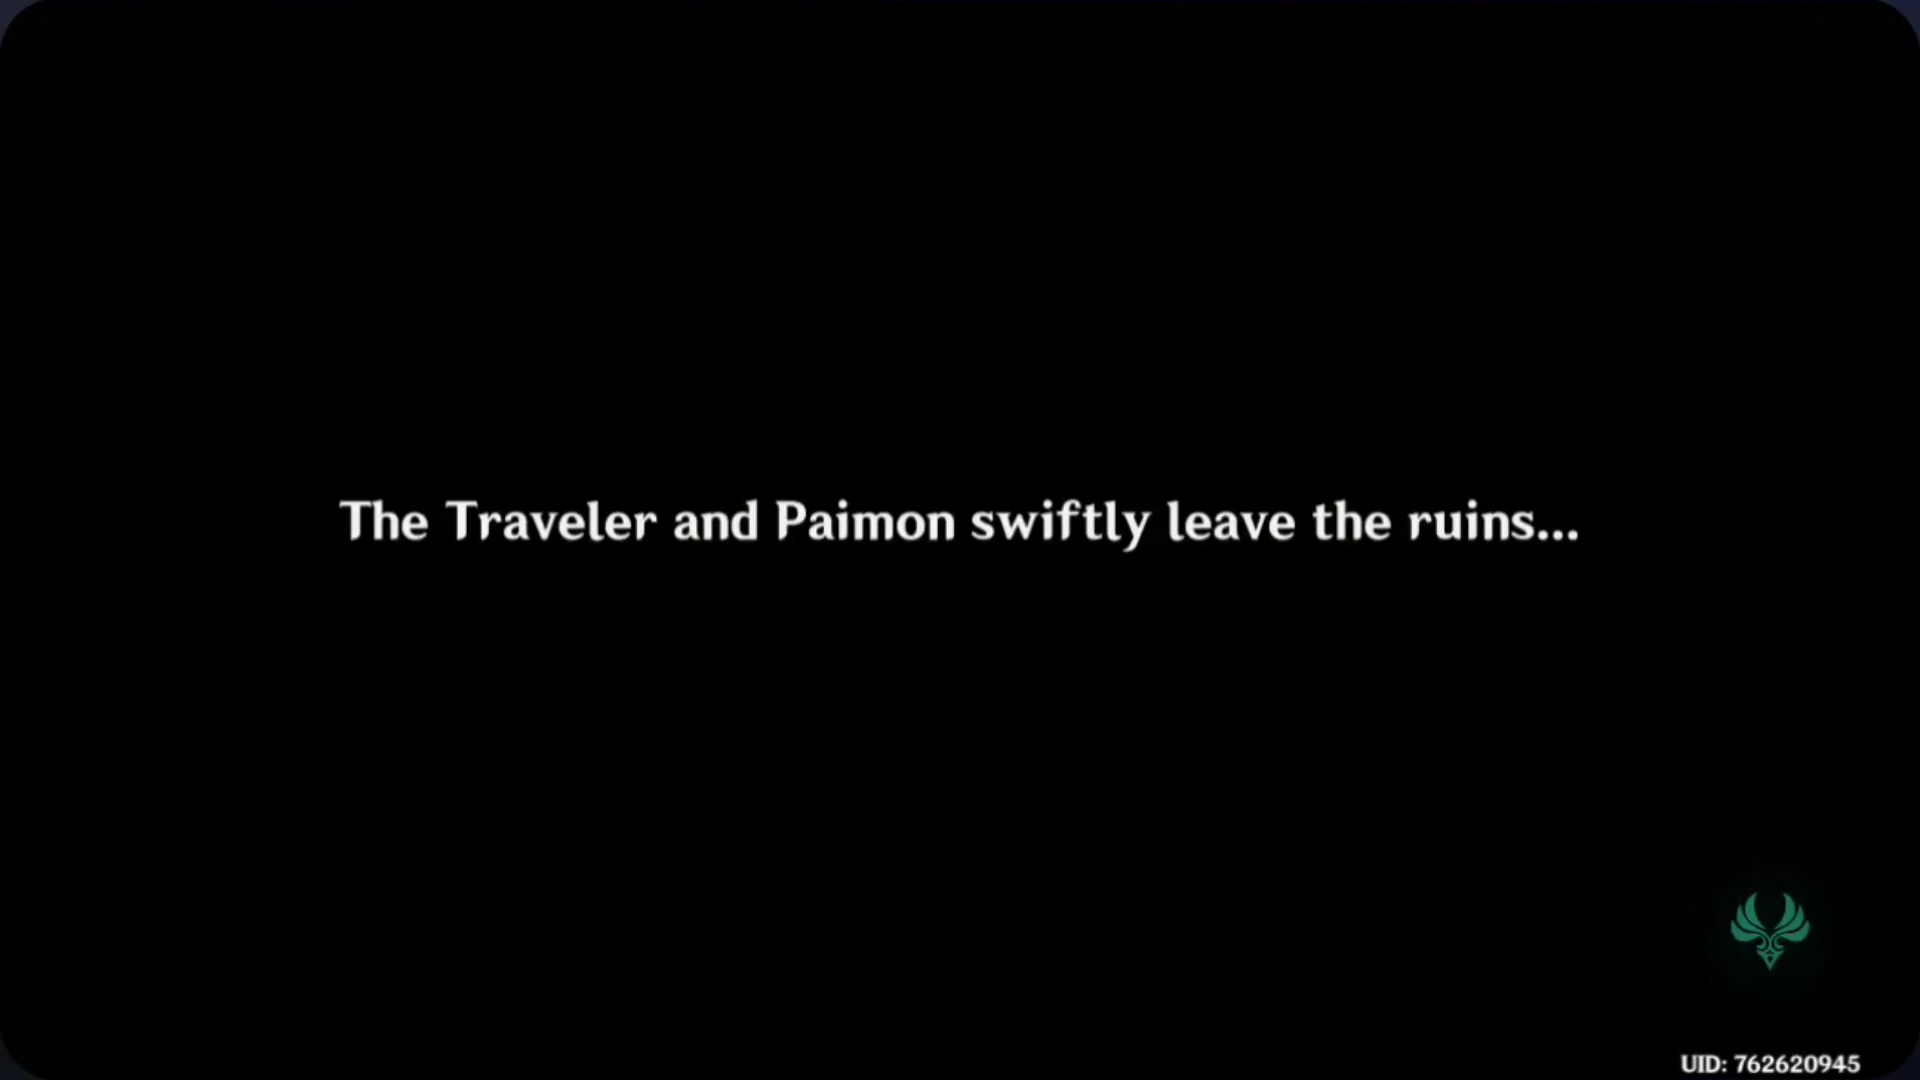 The Traveler and Paimon swiftly leave the ruins...
UID: 762620945